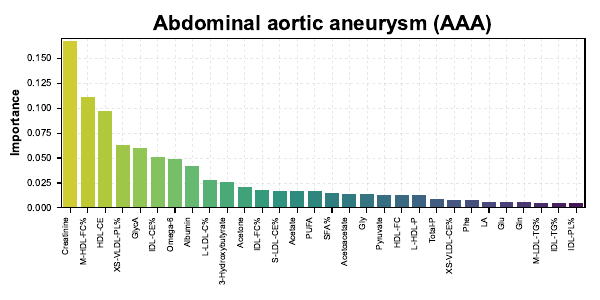 Abdominal aortic aneurysm (AAA)
Importance
0.150
0.125
0.100
0.075
0.050
0.025
0.000
Creatinine
M-HDL-FC%
HDL-CE
XS-VLDL-PL%
GlycA
IDL-CE%
Omega-6
Albumin
L-LDL-C%
3-Hydroxybutyrate
Acetone
IDL-FC%
S-LDL-CE%
Acetate
PUFA
SFA%
Acetoacetate
Gly
Pyruvate
HDL-FC
L-HDL-P
Total-P
XS-VLDL-CE%
Phe
LA
Glu
Gln
M-LDL-TG%
IDL-TG%
IDL-PL%